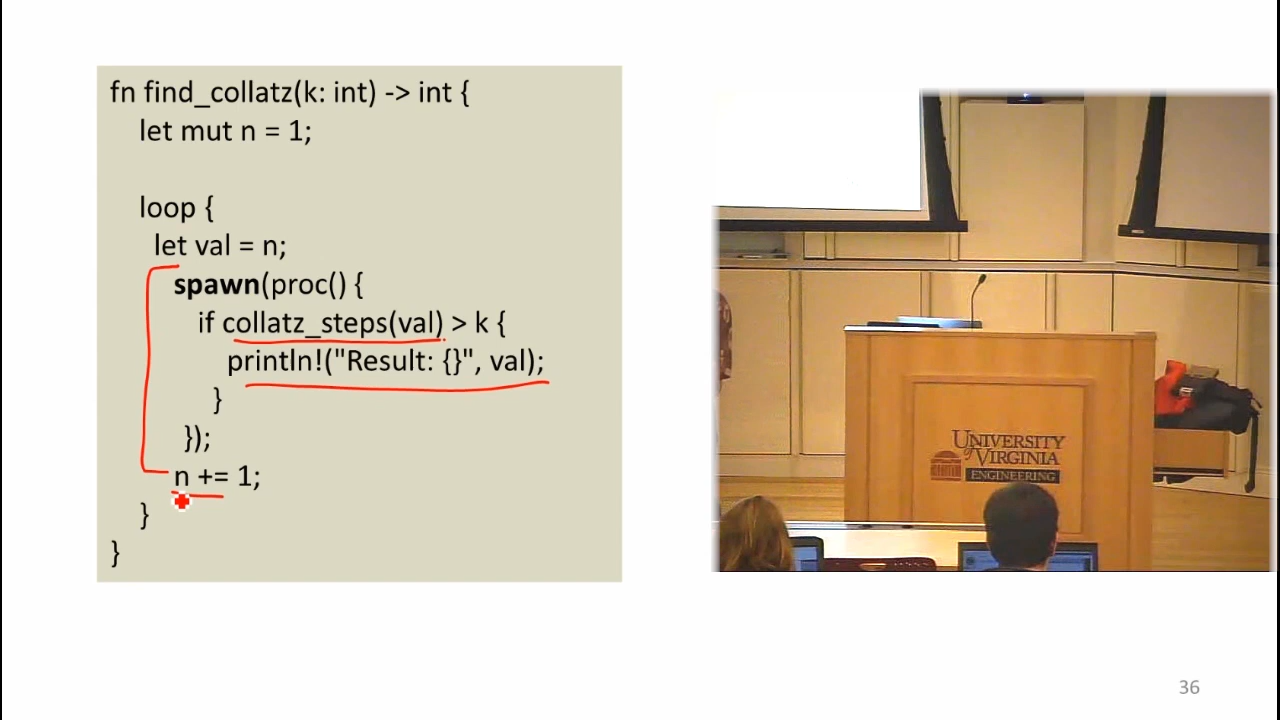 fn find_collatz(k: int) -> int {
let mut n = 1;
loop {
let val = n;
spawn(proc() {
if collatz_steps(val) > k {
println!("Result: {}", val);
}
});
n += 1;
}
}
UNIVERSITY
of VIRGINIA
ENGINEERING
36